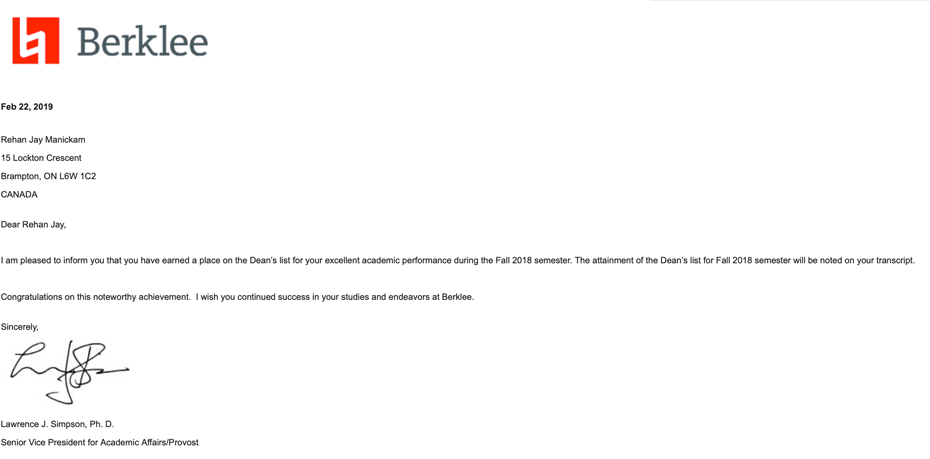 Berklee
Feb 22, 2019
Rehan Jay Manickam
15 Lockton Crescent
Brampton, ON L6W 1C2
CANADA
Dear Rehan Jay,
I am pleased to inform you that you have earned a place on the Dean's list for your excellent academic performance during the Fall 2018 semester. The attainment of the Dean's list for Fall 2018 semester will be noted on your transcript.
Congratulations on this noteworthy achievement.  I wish you continued success in your studies and endeavors at Berklee.
Sincerely,
Lawrence J. Simpson, Ph. D.
Senior Vice President for Academic Affairs/Provost